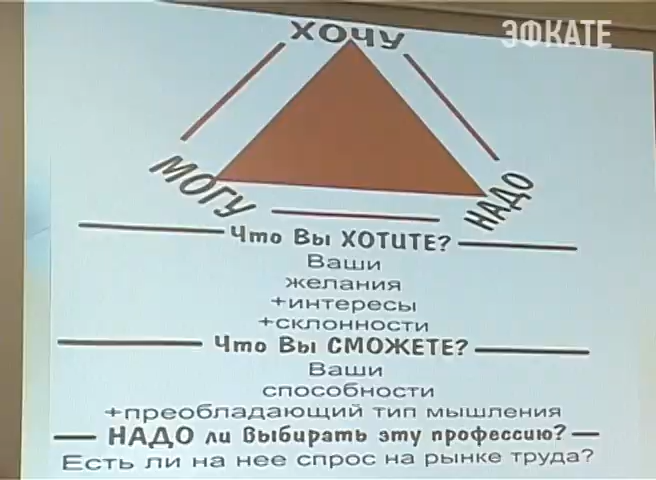 ЭФКАТЕ
ХОЧУ
МОГУ
НАДО
Что Вы ХОТИТЕ?
Ваши
желания
+интересы
+склонности
Что Вы СМОЖЕТЕ?
Ваши
способности
+преобладающий тип мышления
НАДО ли выбирать эту профессию?
Есть ли на нее спрос на рынке труда?